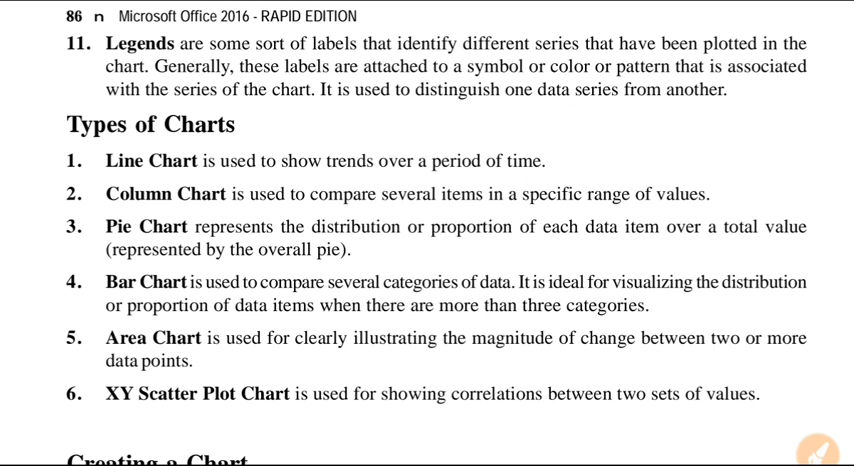 86 n Microsoft Office 2016 - RAPID EDITION
11. Legends are some sort of labels that identify different series that have been plotted in the
chart. Generally, these labels are attached to a symbol or color or pattern that is associated
with the series of the chart. It is used to distinguish one data series from another.
Types of Charts
1. Line Chart is used to show trends over a period of time.
2. Column Chart is used to compare several items in a specific range of values.
3. Pie Chart represents the distribution or proportion of each data item over a total value
(represented by the overall pie).
4. Bar Chart is used to compare several categories of data. It is ideal for visualizing the distribution
or proportion of data items when there are more than three categories.
5. Area Chart is used for clearly illustrating the magnitude of change between two or more
data points.
6. XY Scatter Plot Chart is used for showing correlations between two sets of values.
Creating a Chart